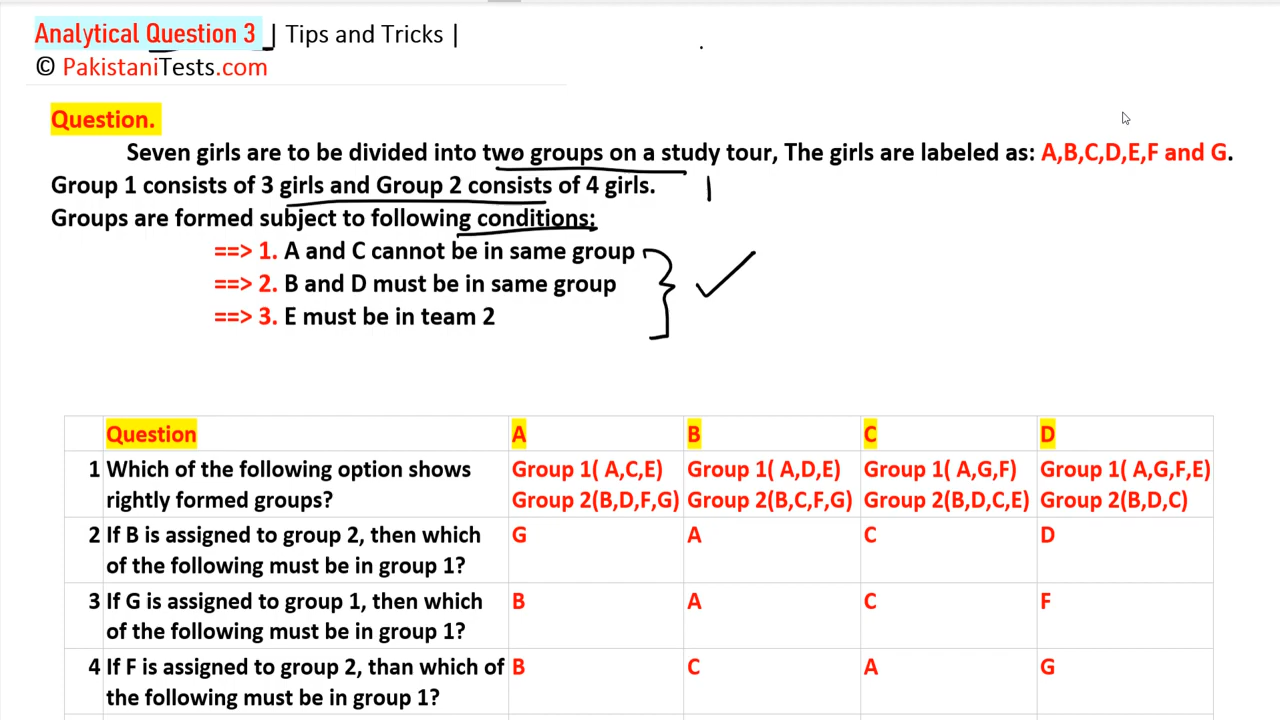 Analytical Question 3 | Tips and Tricks |
© PakistaniTests.com
Question.
Seven girls are to be divided into two groups on a study tour, The girls are labeled as: A,B,C,D,E,F and G.
Group 1 consists of 3 girls and Group 2 consists of 4 girls.
Groups are formed subject to following conditions:
==> 1. A and C cannot be in same group
==> 2. B and D must be in same group
==> 3. E must be in team 2
Question A B C D
1 Which of the following option shows Group 1( A,C,E) Group 1( A,D,E) Group 1( A,G,F) Group 1( A,G,F,E)
rightly formed groups? Group 2(B,D,F,G) Group 2(B,C,F,G) Group 2(B,D,C,E) Group 2(B,D,C)
2 If B is assigned to group 2, then which G A C D
of the following must be in group 1?
3 If G is assigned to group 1, then which B A C F
of the following must be in group 1?
4 If F is assigned to group 2, than which of B C A G
the following must be in group 1?